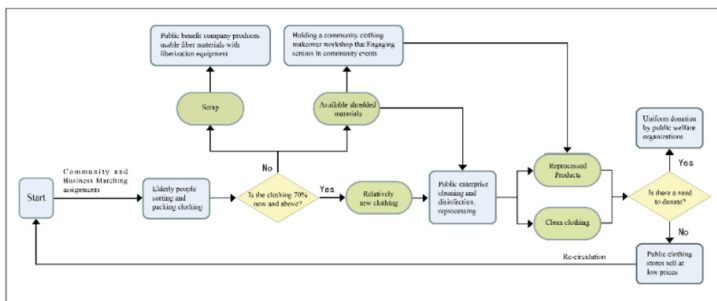 Public benefit company produces
usable fiber materials with
fiberization equipment
Holding a community clothing
makeover workshop that Engaging
seniors in community events
Scrap
Available shredded
materials
Uniform donation
by public welfare
organizations
Community and
Business Matching
assignments
No
Yes
Reprocessed
Products
Start
Elderly people
sorting and
packing clothing
Is the clothing 70%
new and above?
Yes
Relatively
new clothing
Public enterprise
cleaning and
disinfection,
reprocessing
Is there a need
to donate?
Clean clothing
No
Re-circulation
Public clothing
stores sell at
low prices